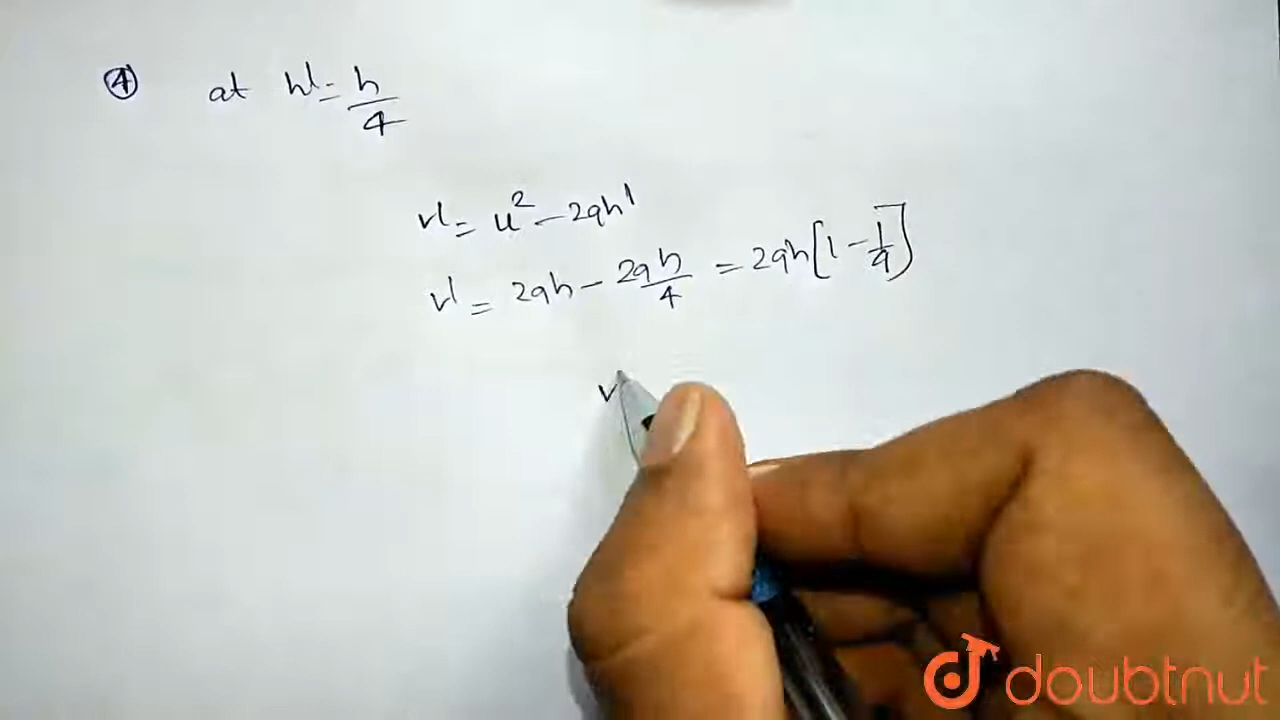 ④ at h' = h/4
v' = u² - 2gh'
v' = 2gh - 2gh/4 = 2gh[1 - 1/4]
v
doubtnut